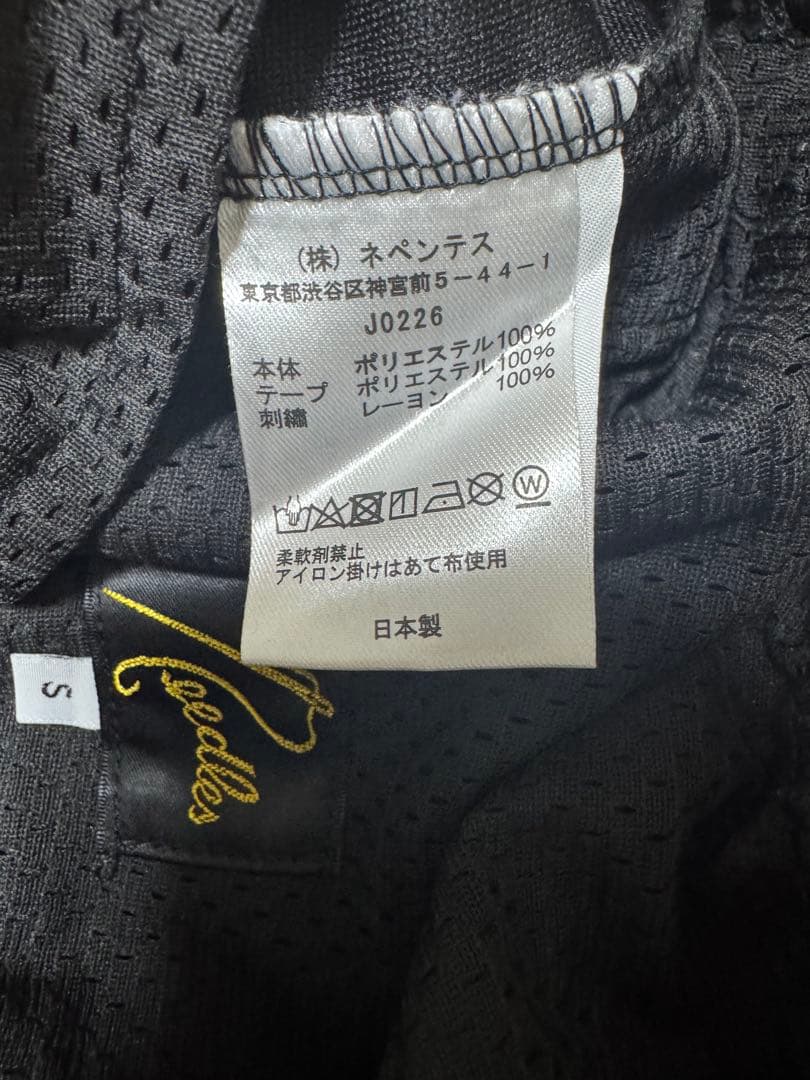 (株) ネペンテス
東京都渋谷区神宮前5-44-1
J0226
本体 ポリエステル100%
テープ ポリエステル100%
刺繡 レーヨン 100%
W
柔軟剤禁止
アイロン掛けはあて布使用
日本製
S
Needles